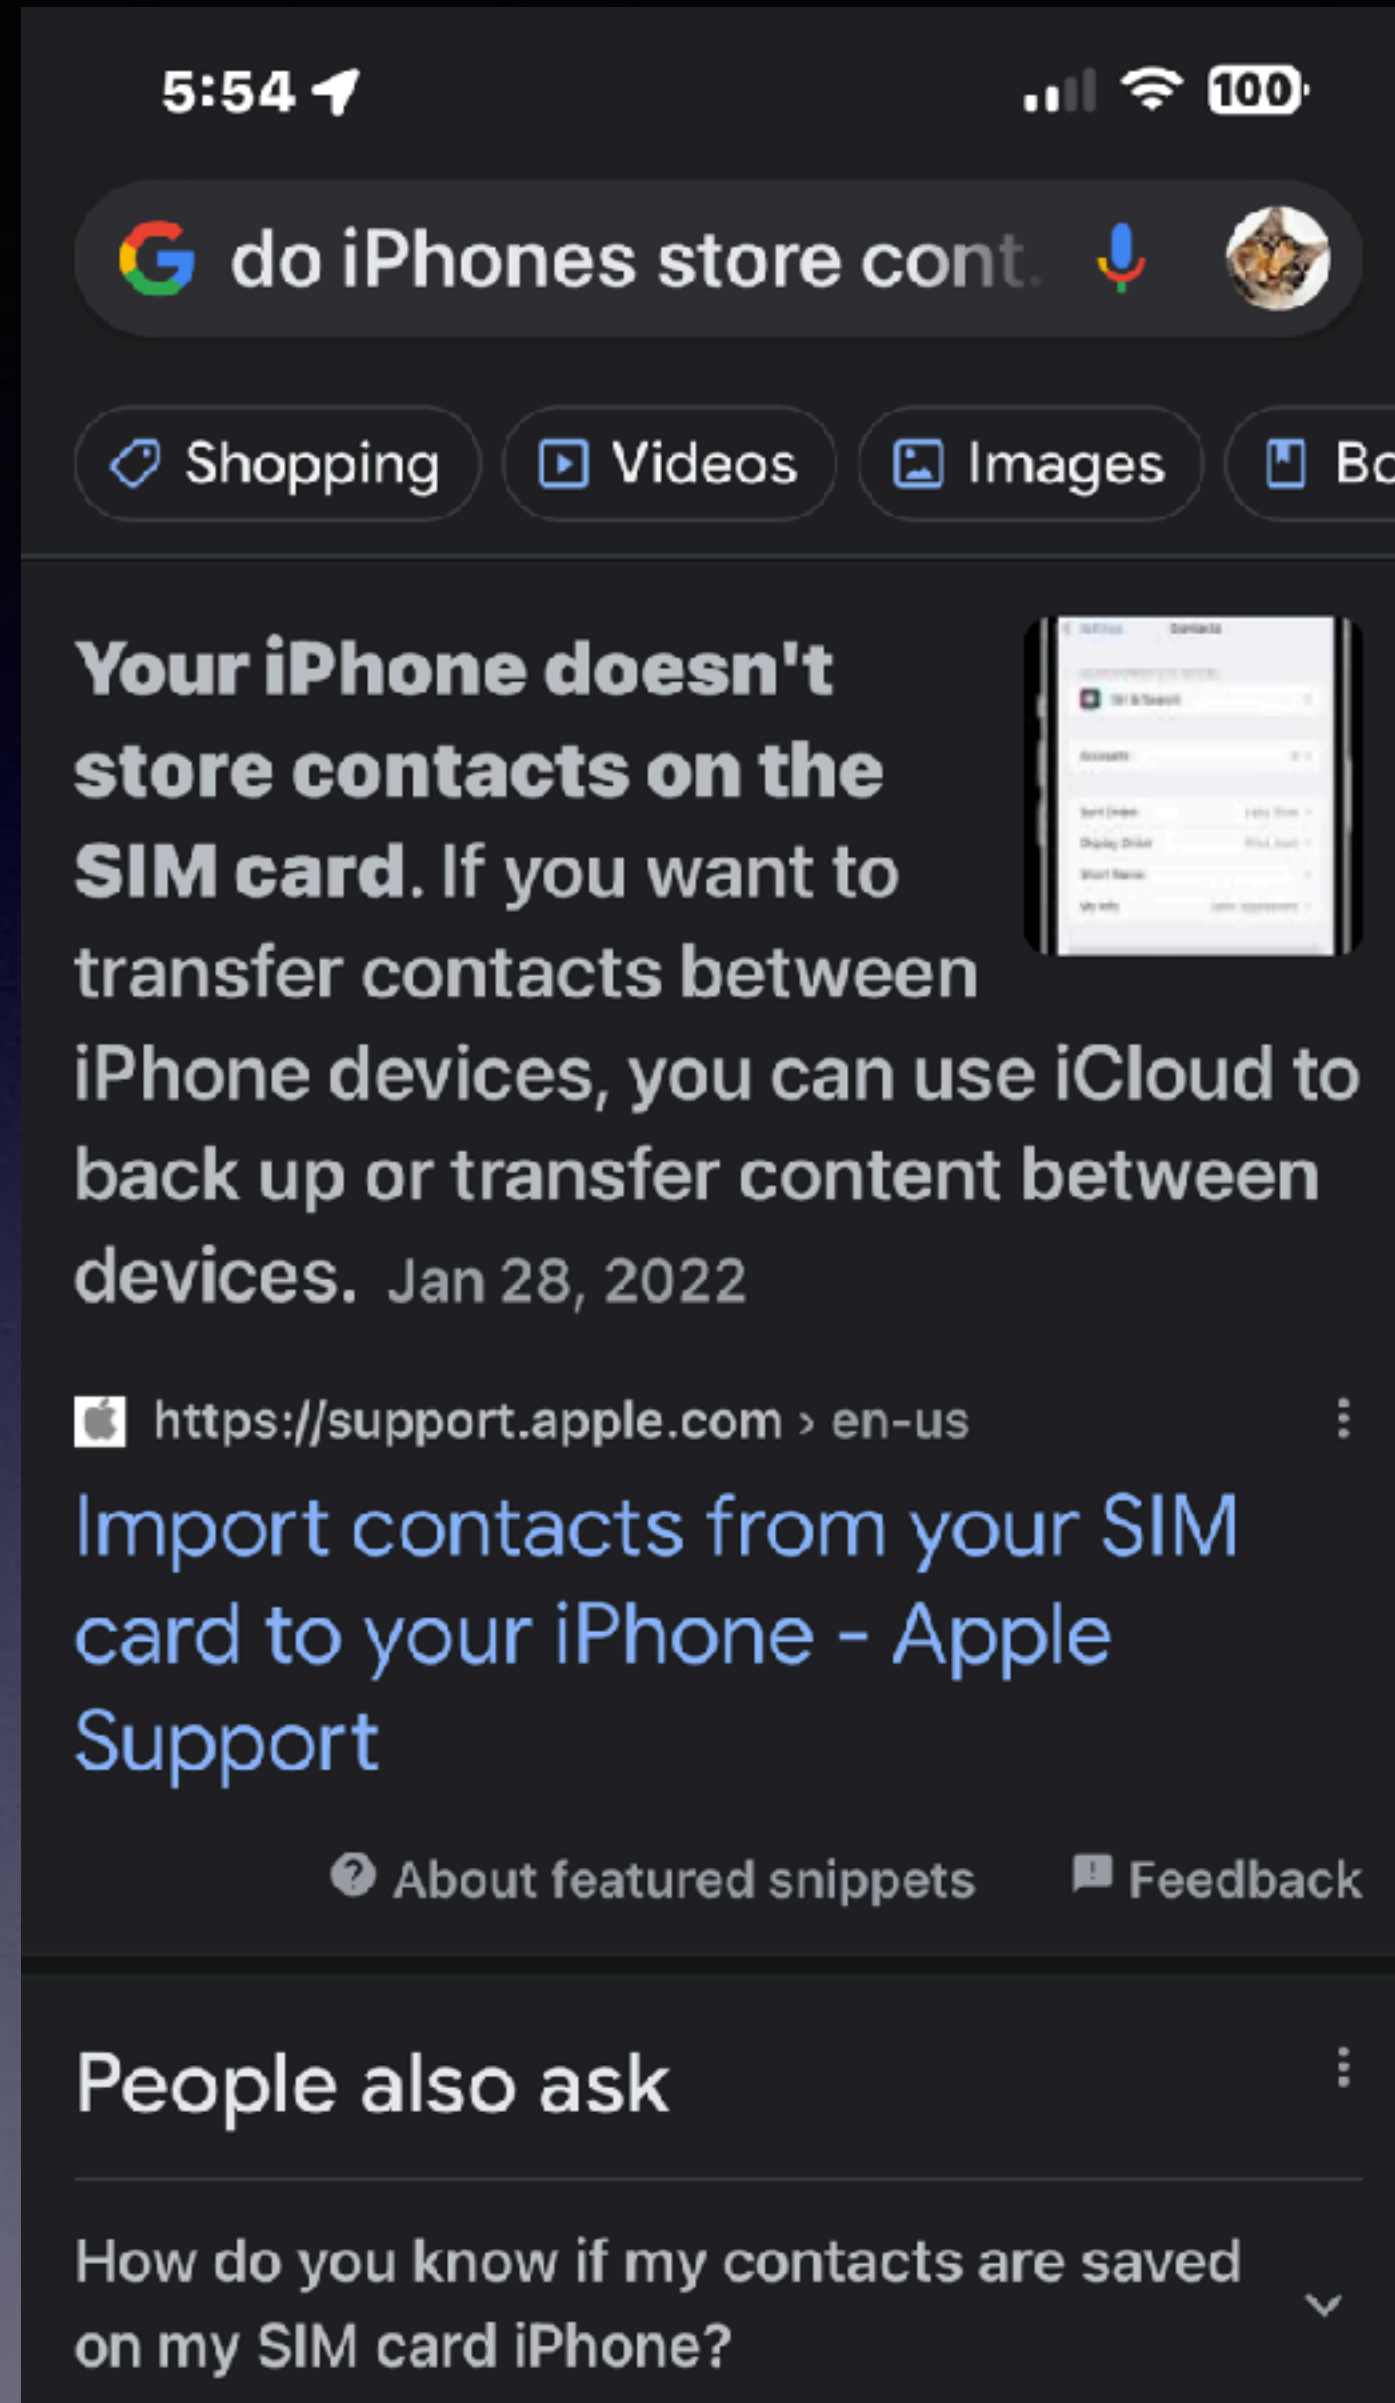 5:54
100
do iPhones store cont.
Shopping
Videos
Images
Bo
Your iPhone doesn't
store contacts on the
SIM card. If you want to
transfer contacts between
iPhone devices, you can use iCloud to
back up or transfer content between
devices. Jan 28, 2022
Contacts
https://support.apple.com › en-us
Import contacts from your SIM
card to your iPhone - Apple
Support
About featured snippets
Feedback
People also ask
How do you know if my contacts are saved
on my SIM card iPhone?